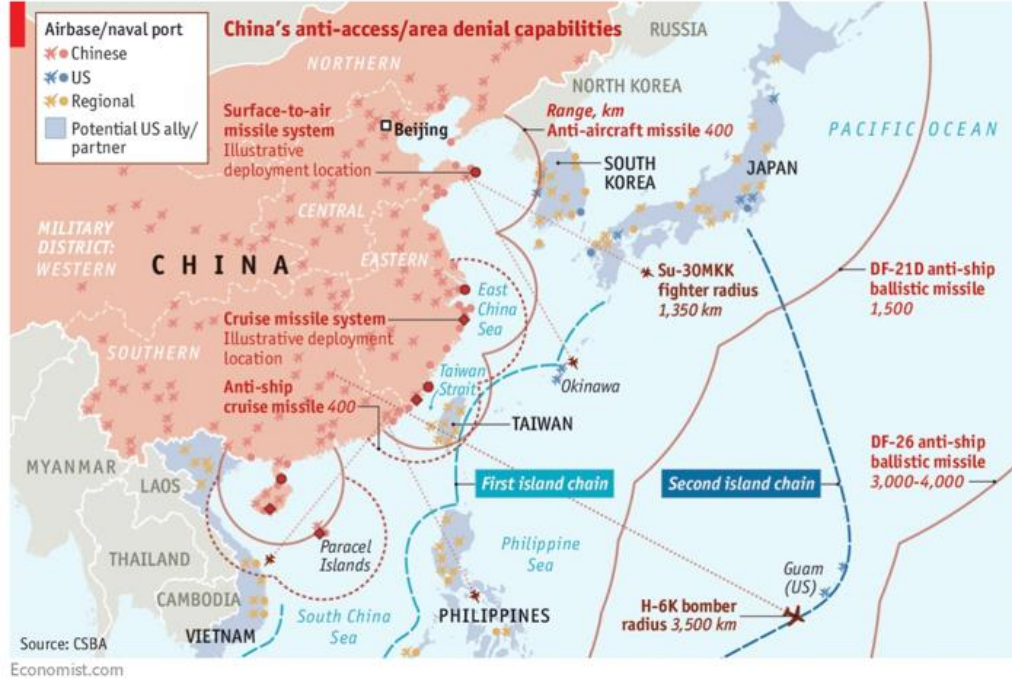 Airbase/naval port
Chinese
US
Regional
Potential US ally/
partner
China's anti-access/area denial capabilities
RUSSIA
NORTHERN
NORTH KOREA
Surface-to-air
missile system
Illustrative
deployment location
Beijing
Range, km
Anti-aircraft missile 400
PACIFIC OCEAN
SOUTH
KOREA
JAPAN
CENTRAL
MILITARY
DISTRICT:
WESTERN
EASTERN
CHINA
Su-30MKK
fighter radius
1,350 km
DF-21D anti-ship
ballistic missile
1,500
East
China
Sea
Cruise missile system
Illustrative deployment
location
SOUTHERN
Taiwan
Strait
Okinawa
Anti-ship
cruise missile 400
TAIWAN
DF-26 anti-ship
ballistic missile
3,000-4,000
MYANMAR
LAOS
First island chain
Second island chain
THAILAND
Paracel
Islands
Philippine
Sea
Guam
(US)
CAMBODIA
H-6K bomber
radius 3,500 km
PHILIPPINES
South China
Sea
VIETNAM
Source: CSBA
Economist.com